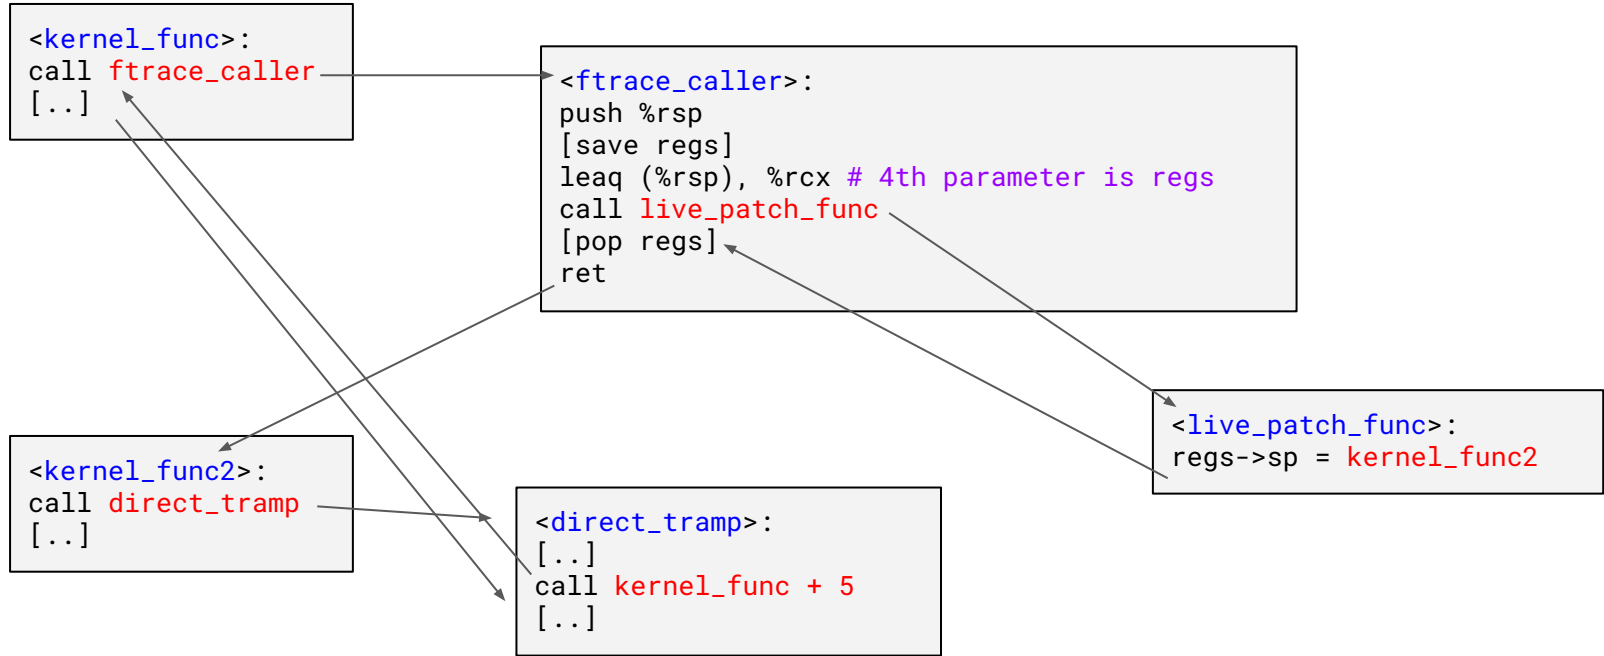 <kernel_func>:
call ftrace_caller
[..]
<ftrace_caller>:
push %rsp
[save regs]
leaq (%rsp), %rcx # 4th parameter is regs
call live_patch_func
[pop regs]
ret
<live_patch_func>:
regs->sp = kernel_func2
<kernel_func2>:
call direct_tramp
[..]
<direct_tramp>:
[..]
call kernel_func + 5
[..]